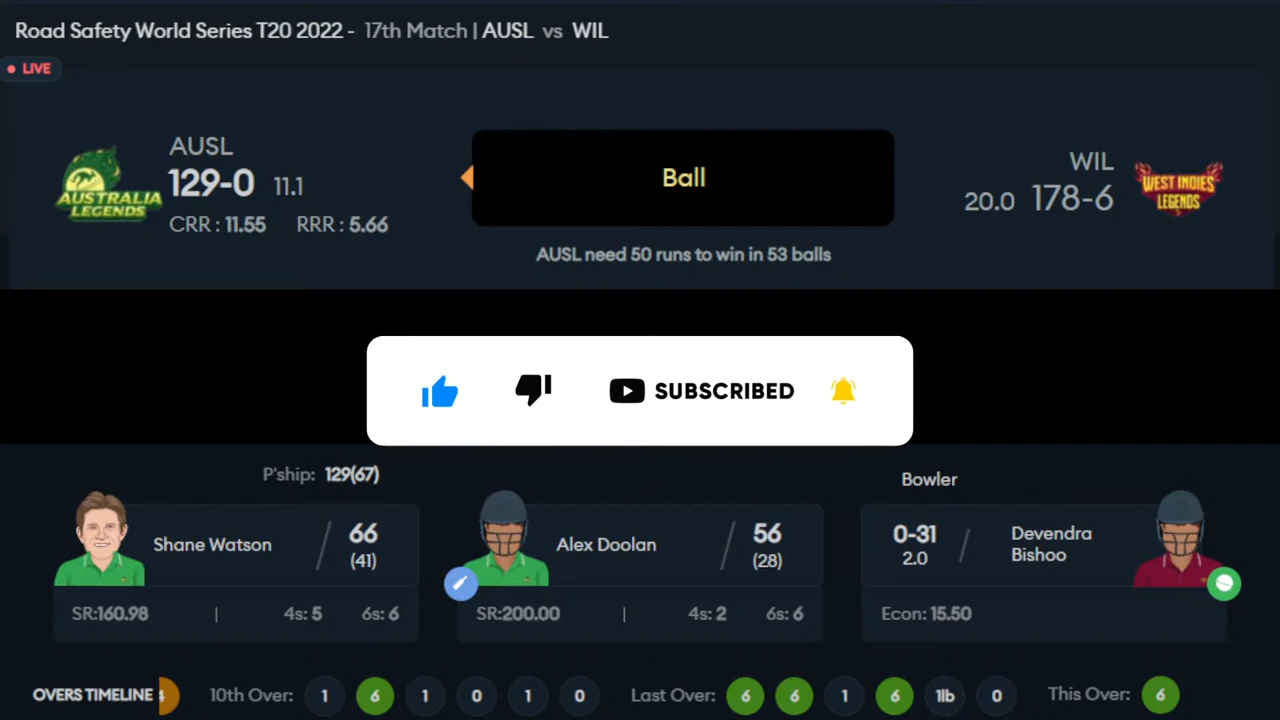 Road Safety World Series T20 2022 - 17th Match | AUSL vs WIL
LIVE
AUSTRALIA
LEGENDS
AUSL
129-0 11.1
CRR : 11.55 RRR : 5.66
Ball
AUSL need 50 runs to win in 53 balls
WIL
20.0 178-6
WEST INDIES
LEGENDS
SUBSCRIBED
P'ship: 129(67)
Shane Watson 66
(41)
SR:160.98 | 4s: 5 6s: 6
Alex Doolan 56
(28)
SR:200.00 | 4s: 2 6s: 6
Bowler
0-31
2.0
Devendra
Bishoo
Econ: 15.50
OVERS TIMELINE 4 10th Over: 1 6 1 0 1 0 Last Over: 6 6 1 6 1lb 0 This Over: 6